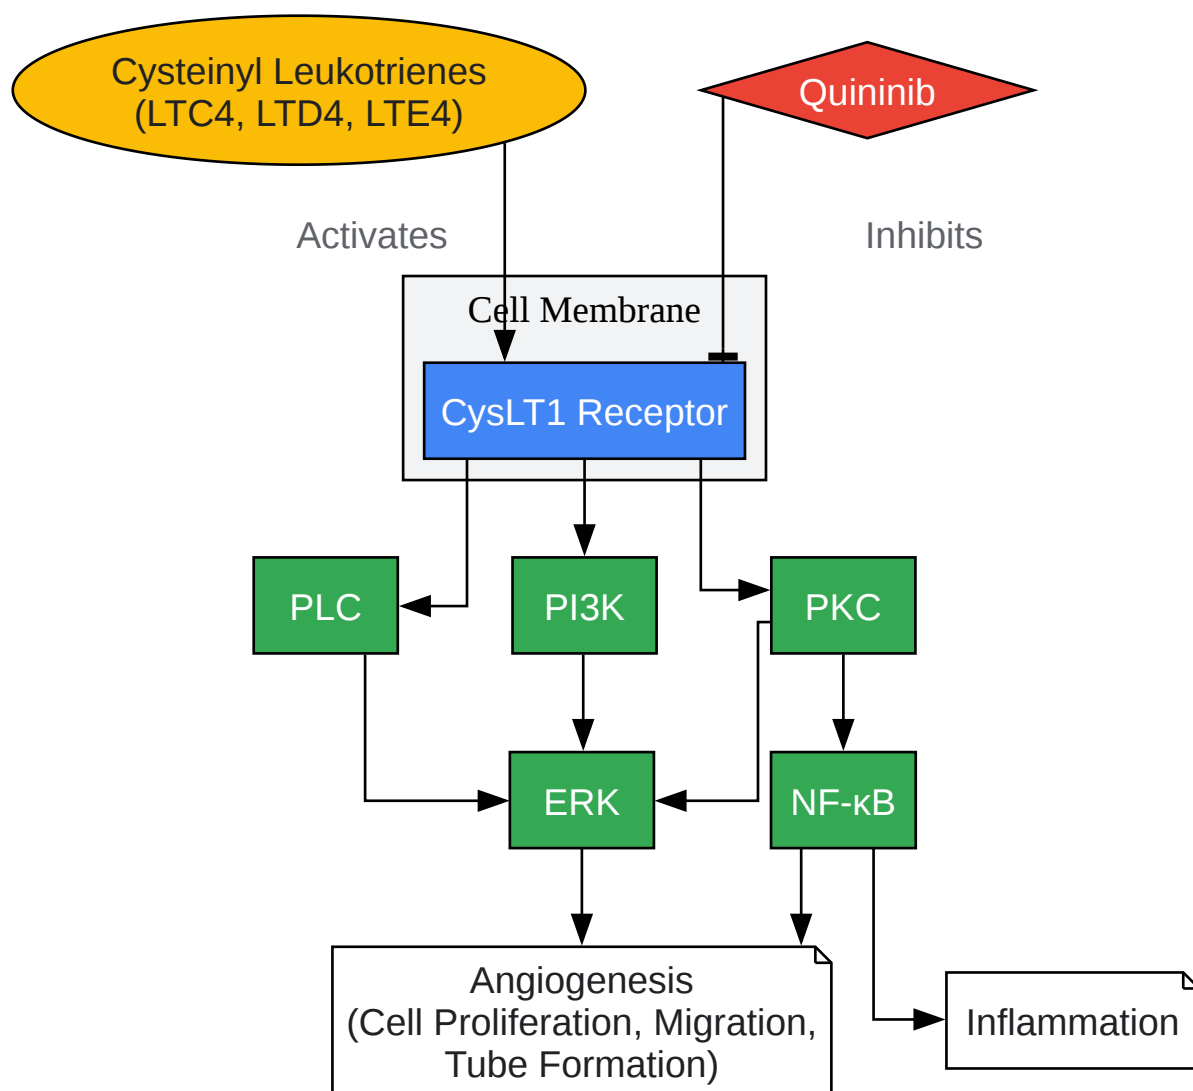 Cysteinyl Leukotrienes
(LTC4, LTD4, LTE4)
Quininib
Activates
Inhibits
Cell Membrane
CysLT1 Receptor
PLC
PI3K
PKC
ERK
NF-κB
Angiogenesis
(Cell Proliferation, Migration,
Tube Formation)
Inflammation